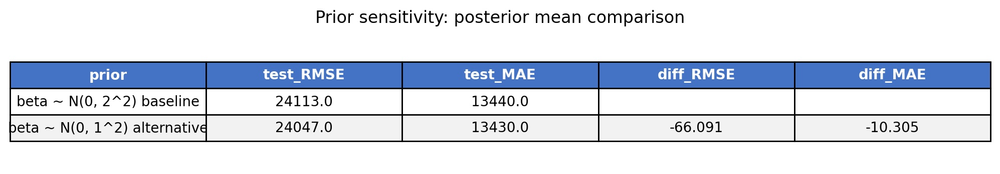 Prior sensitivity: posterior mean comparison
prior test_RMSE test_MAE diff_RMSE diff_MAE
beta ~ N(0, 2^2) baseline 24113.0 13440.0
beta ~ N(0, 1^2) alternative 24047.0 13430.0 -66.091 -10.305